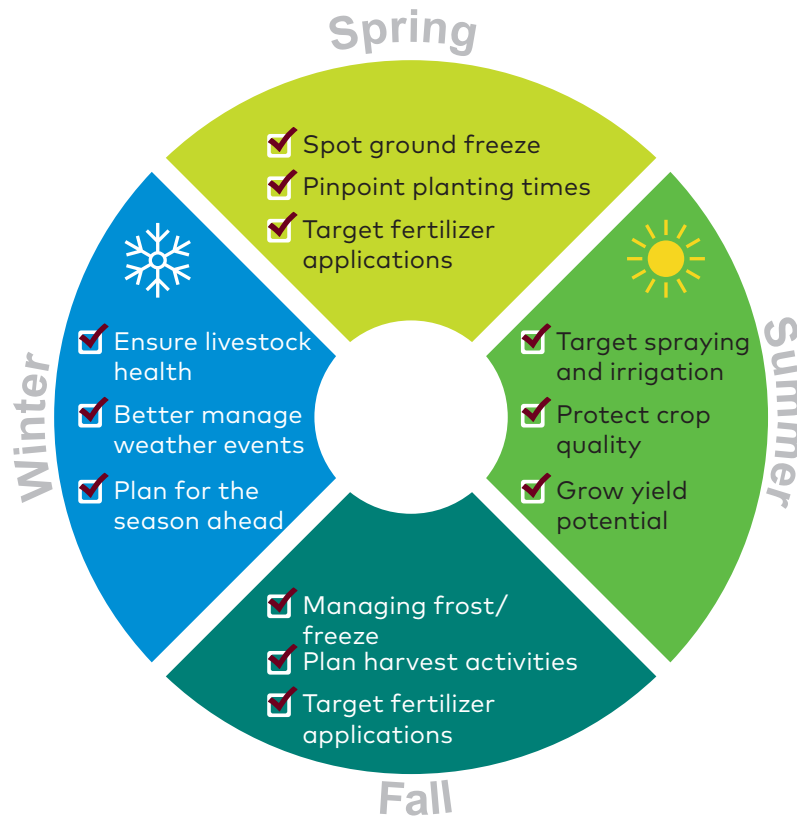 Spring
Spot ground freeze
Pinpoint planting times
Target fertilizer
applications
Summer
Target spraying
and irrigation
Protect crop
quality
Grow yield
potential
Fall
Managing frost/
freeze
Plan harvest activities
Target fertilizer
applications
Winter
Ensure livestock
health
Better manage
weather events
Plan for the
season ahead